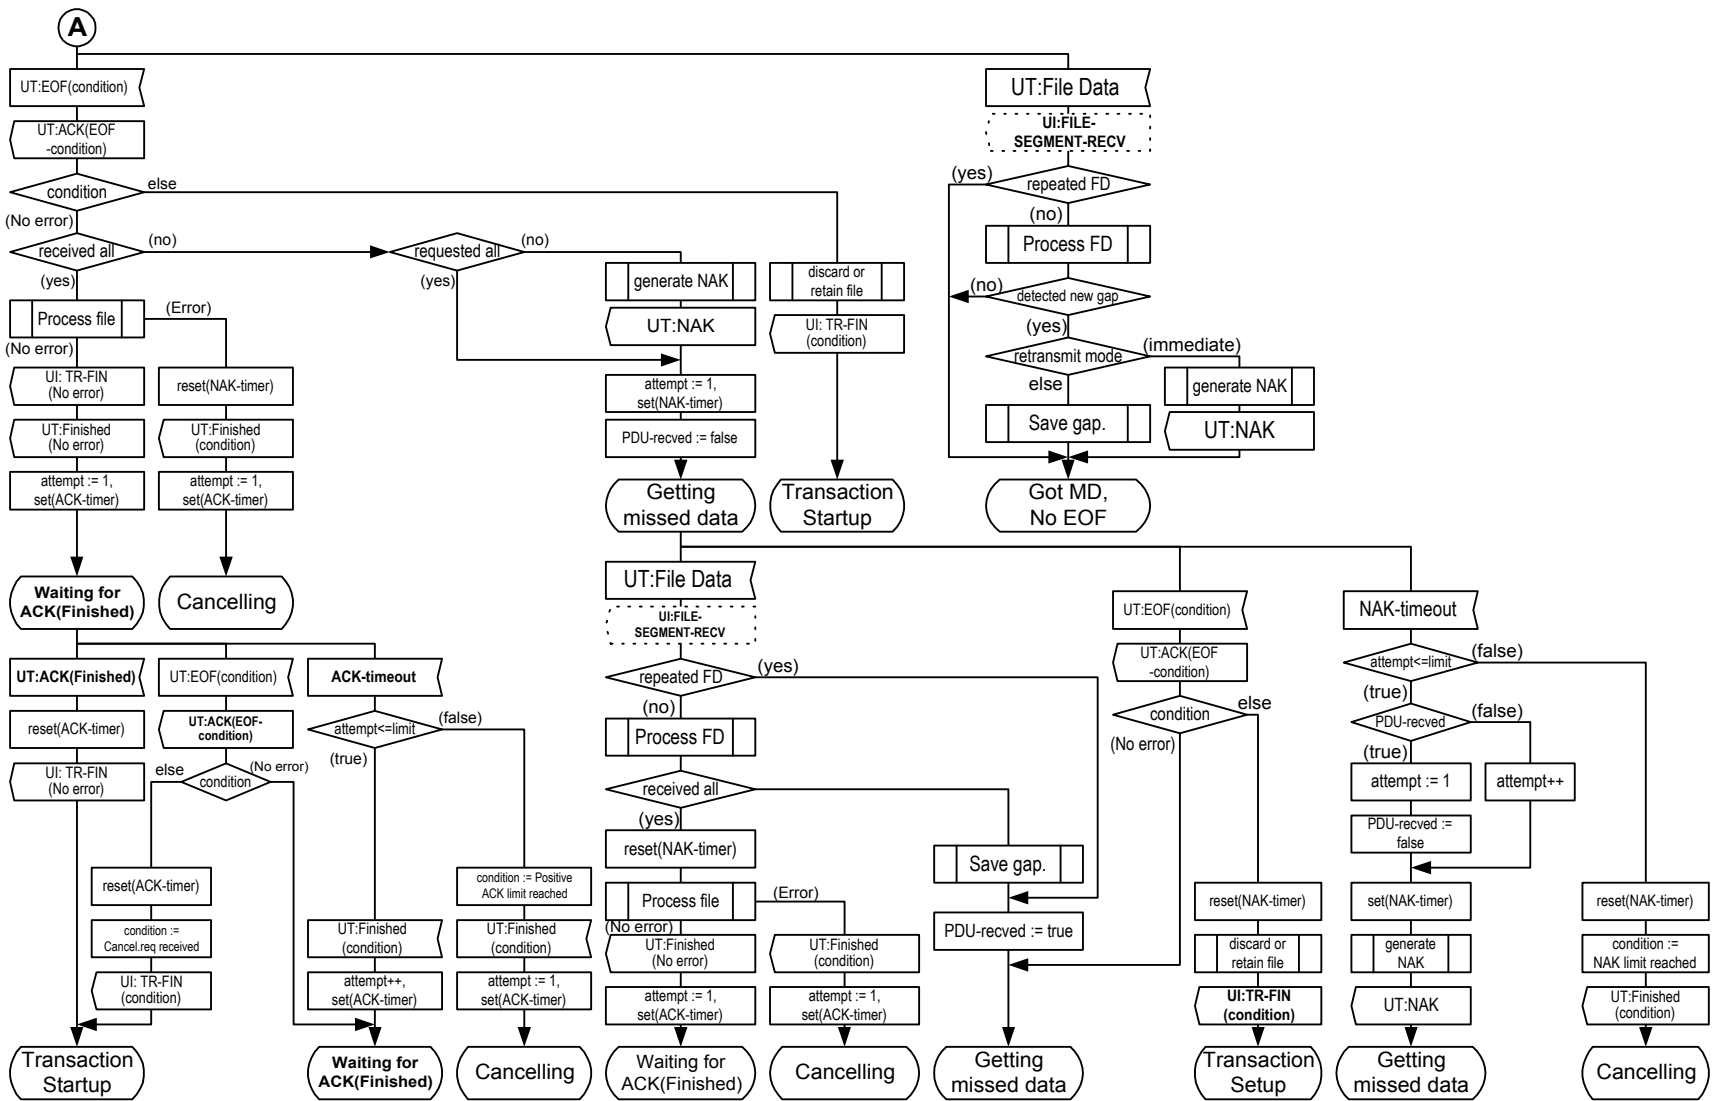 A
UT:EOF(condition)
UT:ACK(EOF
-condition)
condition
else
(No error)
received all
(no)
(yes)
Process file
(Error)
(No error)
UI: TR-FIN
(No error)
UT:Finished
(No error)
attempt := 1,
set(ACK-timer)
reset(NAK-timer)
UT:Finished
(condition)
attempt := 1,
set(ACK-timer)
Waiting for
ACK(Finished)
Cancelling
requested all
(no)
(yes)
generate NAK
UT:NAK
attempt := 1,
set(NAK-timer)
PDU-recved := false
Getting
missed data
discard or
retain file
UI: TR-FIN
(condition)
Transaction
Startup
UT:File Data
UI:FILE-
SEGMENT-RECV
(yes)
repeated FD
(no)
Process FD
(no)
detected new gap
(yes)
retransmit mode
(immediate)
else
generate NAK
Save gap.
UT:NAK
Got MD,
No EOF
UT:ACK(Finished)
reset(ACK-timer)
UI: TR-FIN
(No error)
Transaction
Startup
UT:EOF(condition)
UT:ACK(EOF-
condition)
else
condition
(No error)
reset(ACK-timer)
condition :=
Cancel.req received
UI: TR-FIN
(condition)
ACK-timeout
attempt<=limit
(false)
(true)
UT:Finished
(condition)
attempt++,
set(ACK-timer)
Waiting for
ACK(Finished)
condition := Positive
ACK limit reached
UT:Finished
(condition)
attempt := 1,
set(ACK-timer)
Cancelling
UT:File Data
UI:FILE-
SEGMENT-RECV
repeated FD
(yes)
(no)
Process FD
received all
(yes)
reset(NAK-timer)
Process file
(Error)
(No error)
UT:Finished
(No error)
attempt := 1,
set(ACK-timer)
Waiting for
ACK(Finished)
UT:Finished
(condition)
attempt := 1,
set(ACK-timer)
Cancelling
Save gap.
PDU-recved := true
Getting
missed data
UT:EOF(condition)
UT:ACK(EOF
-condition)
condition
else
(No error)
reset(NAK-timer)
discard or
retain file
UI:TR-FIN
(condition)
Transaction
Setup
NAK-timeout
attempt<=limit
(false)
(true)
PDU-recved
(false)
(true)
attempt := 1
attempt++
PDU-recved :=
false
set(NAK-timer)
generate
NAK
UT:NAK
Getting
missed data
reset(NAK-timer)
condition :=
NAK limit reached
UT:Finished
(condition)
Cancelling